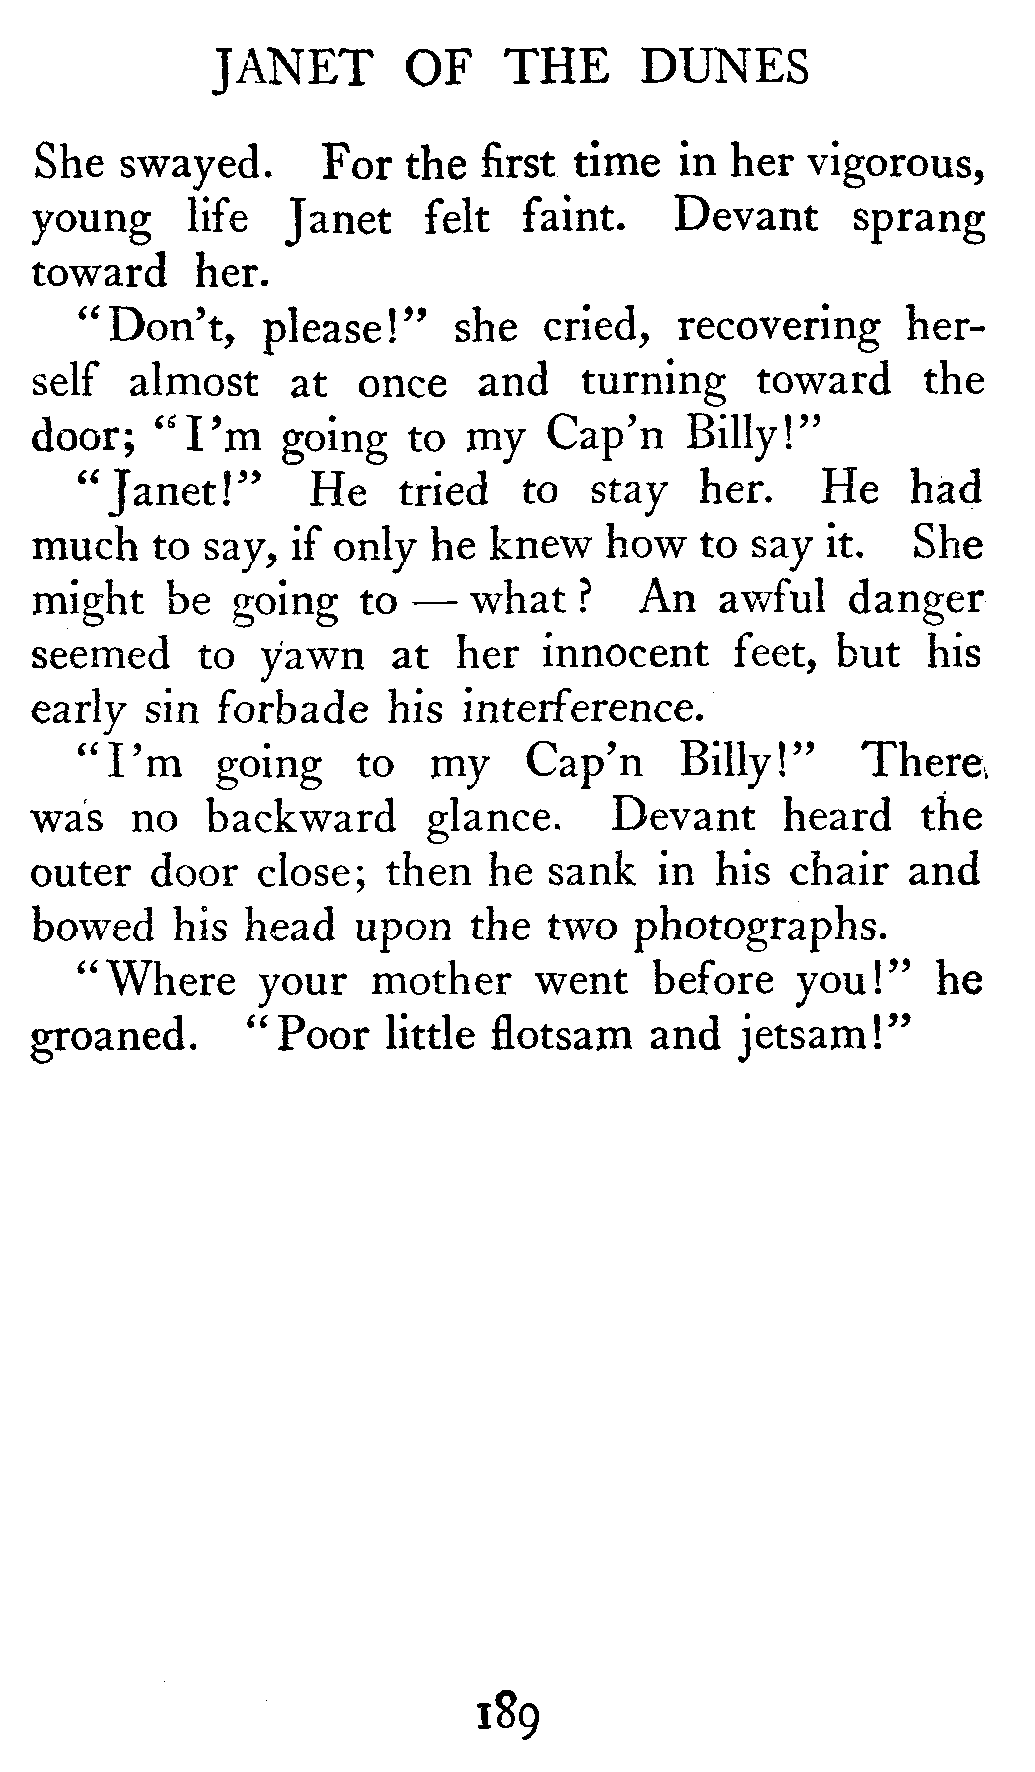 JANET OF THE DUNES
She swayed. For the first time in her vigorous,
young life Janet felt faint. Devant sprang
toward her.
“Don’t, please!” she cried, recovering her-
self almost at once and turning toward the
door; “I’m going to my Cap’n Billy!”
“Janet!” He tried to stay her. He had
much to say, if only he knew how to say it. She
might be going to — what? An awful danger
seemed to yawn at her innocent feet, but his
early sin forbade his interference.
“I’m going to my Cap’n Billy!” There
was no backward glance. Devant heard the
outer door close; then he sank in his chair and
bowed his head upon the two photographs.
“Where your mother went before you!” he
groaned. “Poor little flotsam and jetsam!”
189